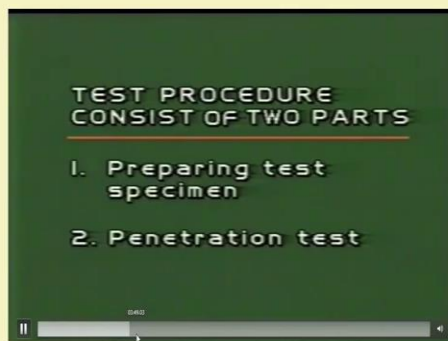 TEST PROCEDURE
CONSIST OF TWO PARTS
1. Preparing test
specimen
2. Penetration test